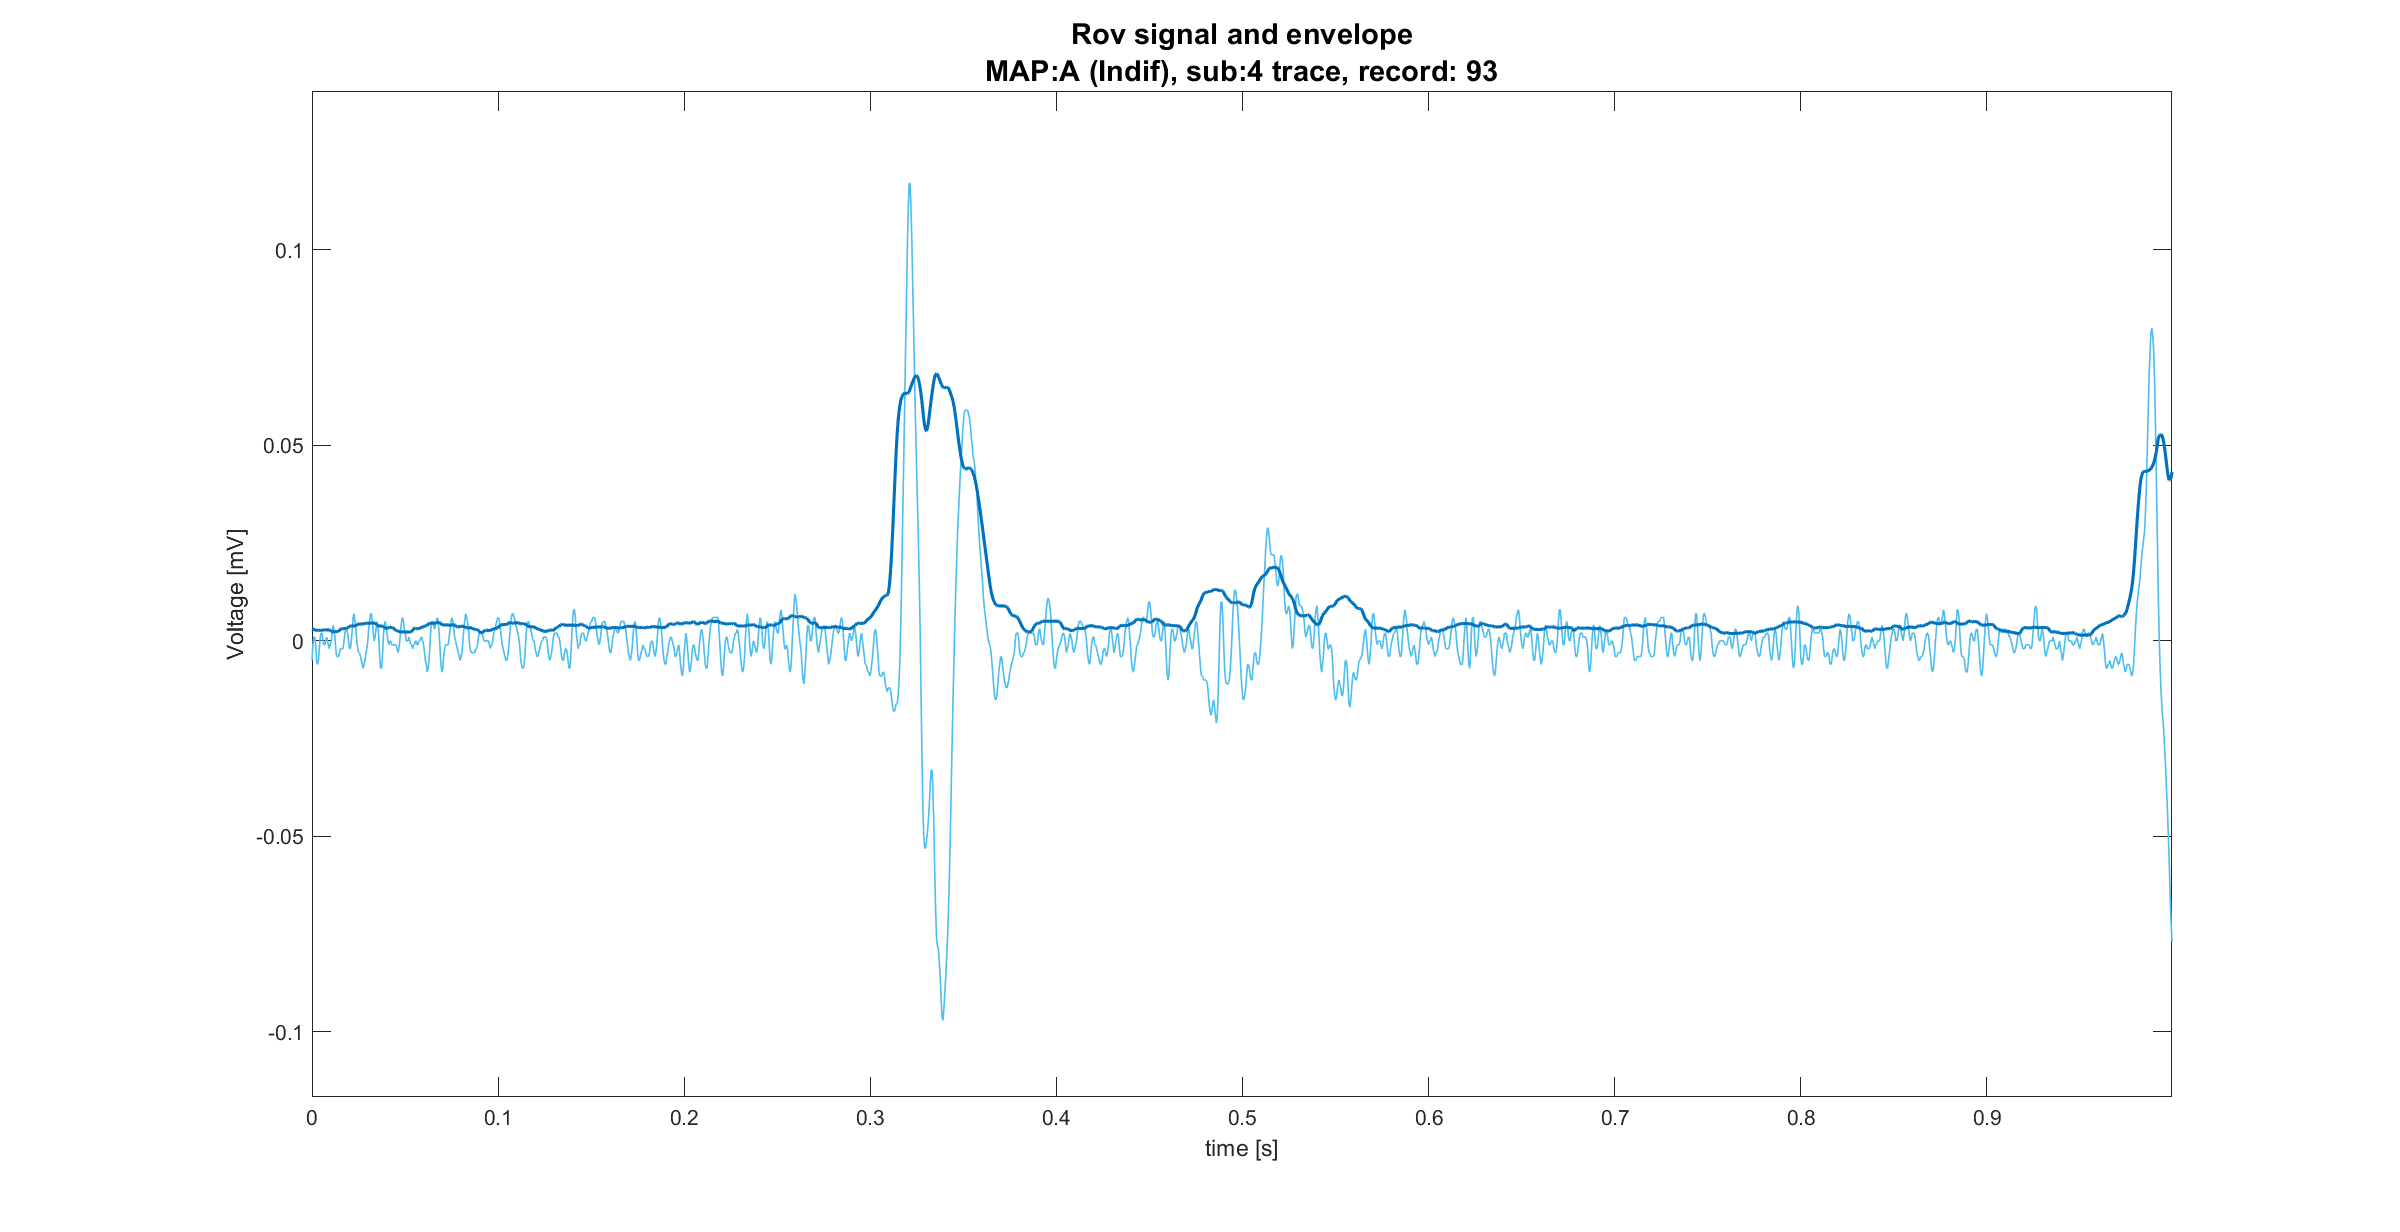 Rov signal and envelope
MAP:A (Indif), sub:4 trace, record: 93
Voltage [mV]
0.1
0.05
0
-0.05
-0.1
0 0.1 0.2 0.3 0.4 0.5 0.6 0.7 0.8 0.9
time [s]